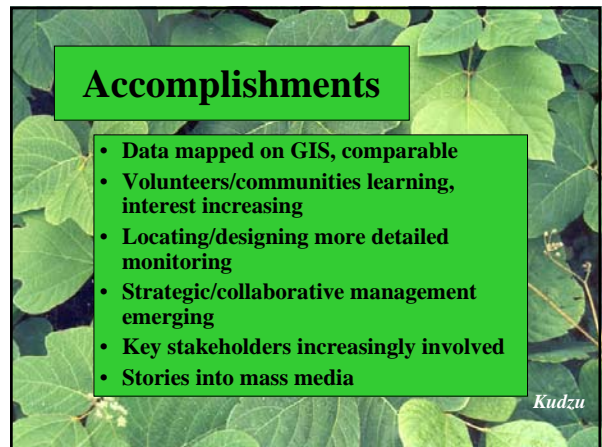 Accomplishments
• Data mapped on GIS, comparable
• Volunteers/communities learning,
interest increasing
• Locating/designing more detailed
monitoring
• Strategic/collaborative management
emerging
• Key stakeholders increasingly involved
• Stories into mass media
Kudzu